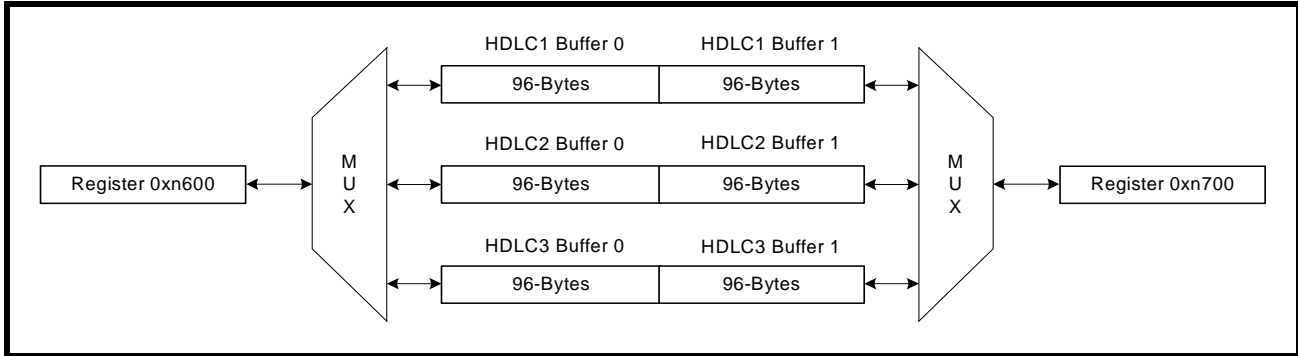 HDLC1 Buffer 0 HDLC1 Buffer 1
96-Bytes 96-Bytes
HDLC2 Buffer 0 HDLC2 Buffer 1
Register 0xn600 M U X 96-Bytes 96-Bytes M U X Register 0xn700
HDLC3 Buffer 0 HDLC3 Buffer 1
96-Bytes 96-Bytes